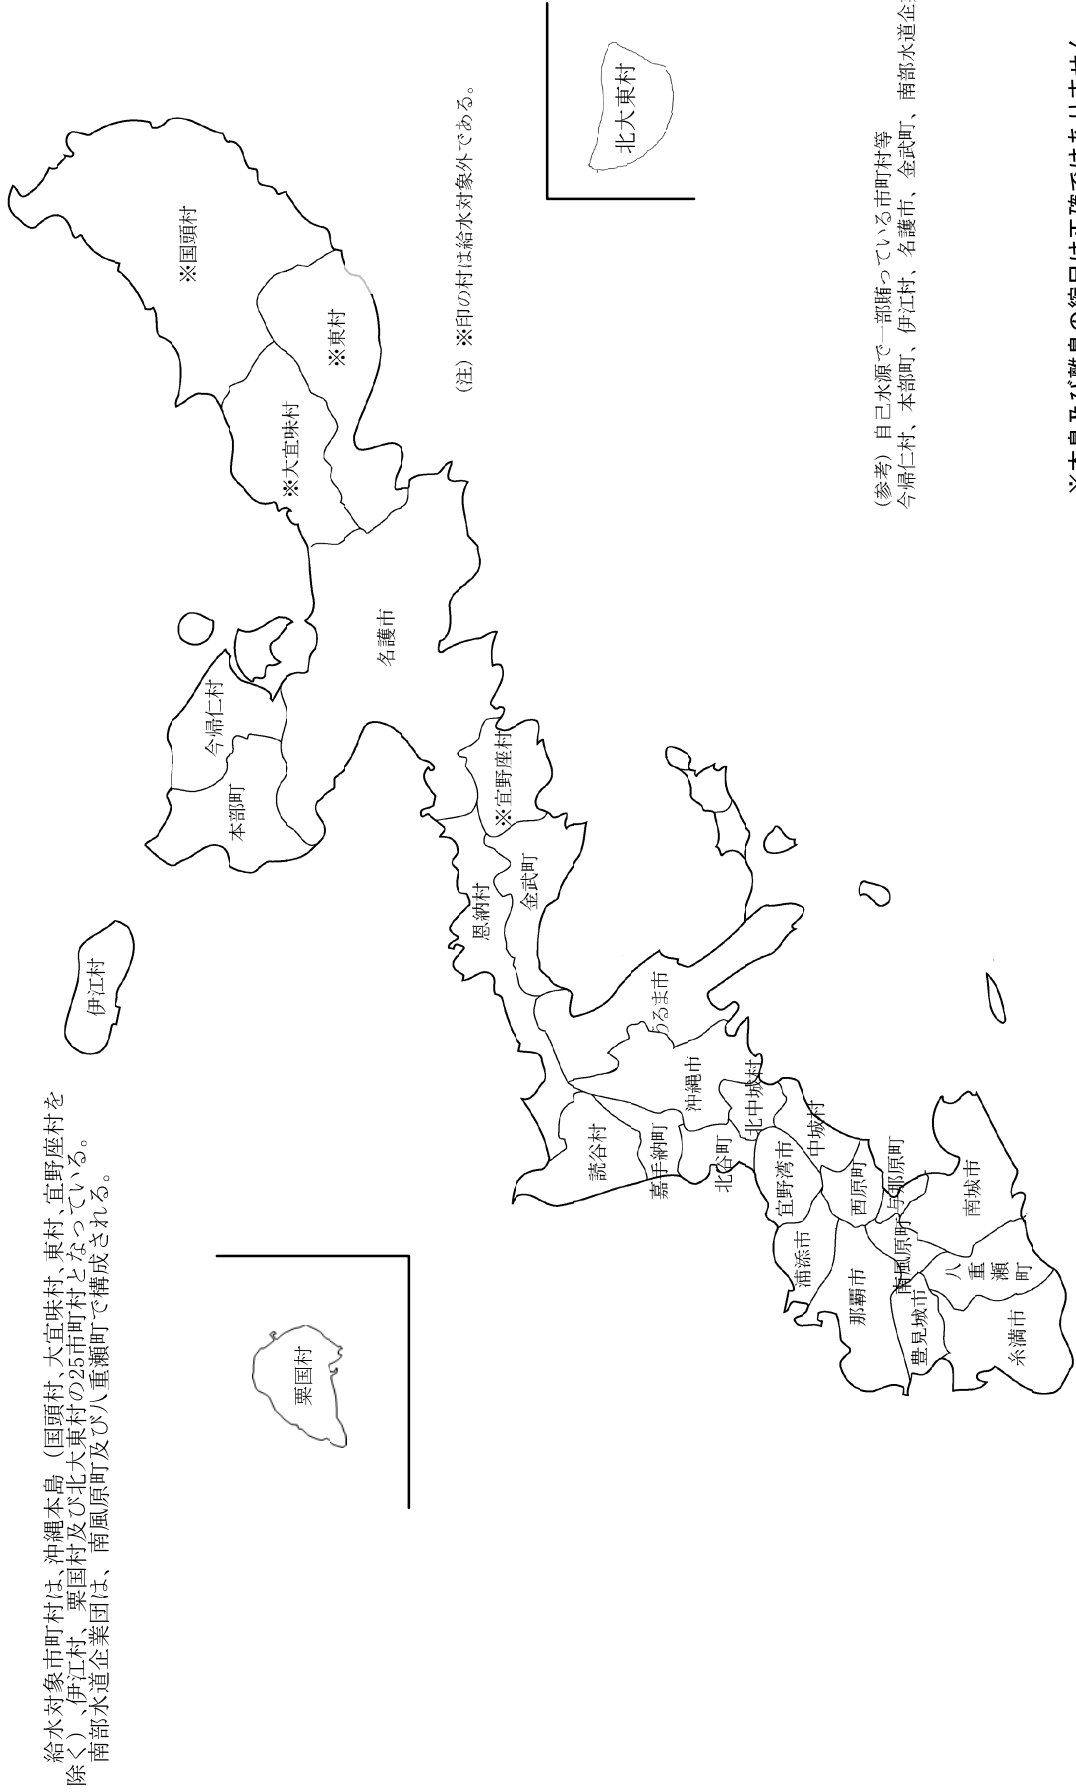 給水対象市町村は、沖縄本島（国頭村、大宜味村、東村、宜野座村を
除く）、伊江村、粟国村及び北大東村の25市町村となっている。
南部水道企業団は、南風原町及び八重瀬町で構成される。
伊江村
粟国村
※国頭村
※大宜味村
※東村
今帰仁村
本部町
名護市
※宜野座村
恩納村
金武町
うるま市
沖縄市
読谷村
嘉手納町
北谷町
北中城村
中城村
宜野湾市
西原町
浦添市
那覇市
与那原町
南風原町
豊見城市
南城市
八
重
瀬
町
糸満市
（注）※印の村は給水対象外である。
北大東村
（参考）自己水源で一部賄っている市町村等
今帰仁村、本部町、伊江村、名護市、金武町、南部水道企